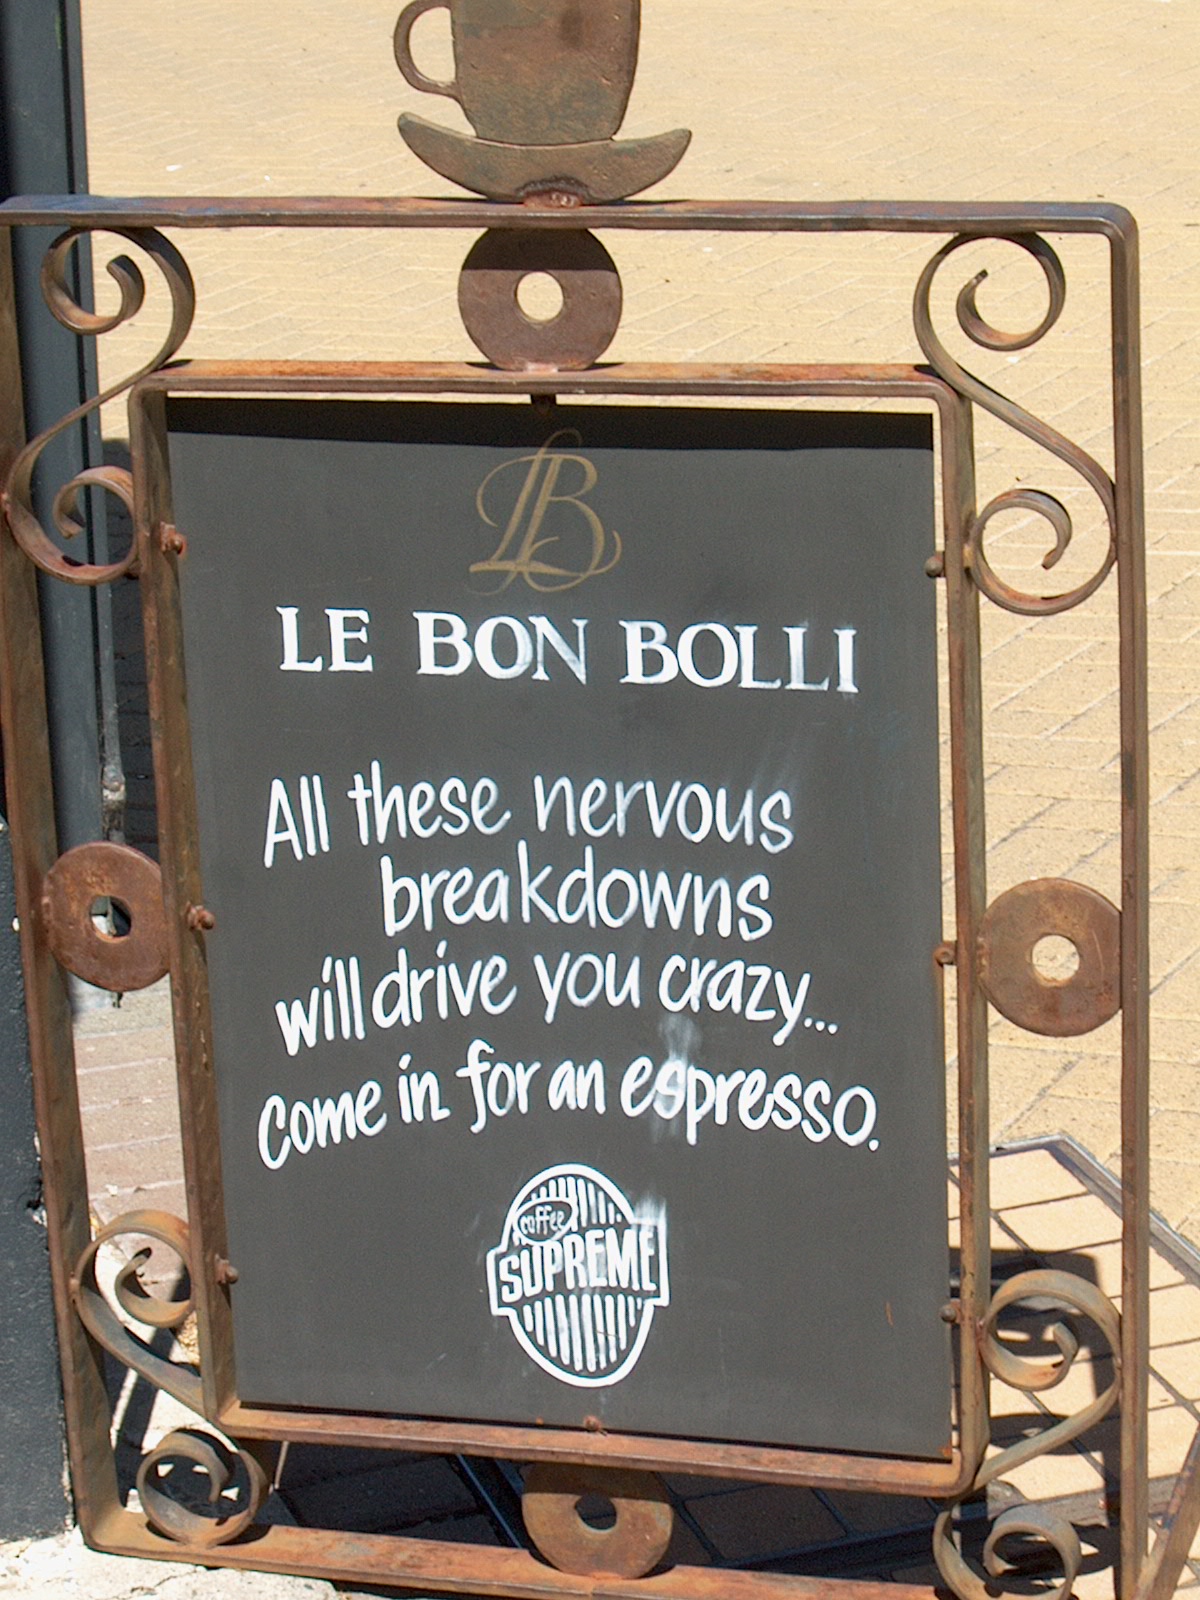 LB
LE BON BOLLI
All these nervous
breakdowns
will drive you crazy...
Come in for an espresso.
coffee
SUPREME